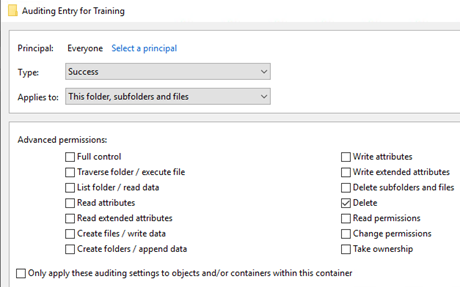 Auditing Entry for Training
Principal: Everyone Select a principal
Type: Success
Applies to: This folder, subfolders and files
Advanced permissions:
Full control
Traverse folder / execute file
List folder / read data
Read attributes
Read extended attributes
Create files / write data
Create folders / append data
Write attributes
Write extended attributes
Delete subfolders and files
Delete
Read permissions
Change permissions
Take ownership
Only apply these auditing settings to objects and/or containers within this container